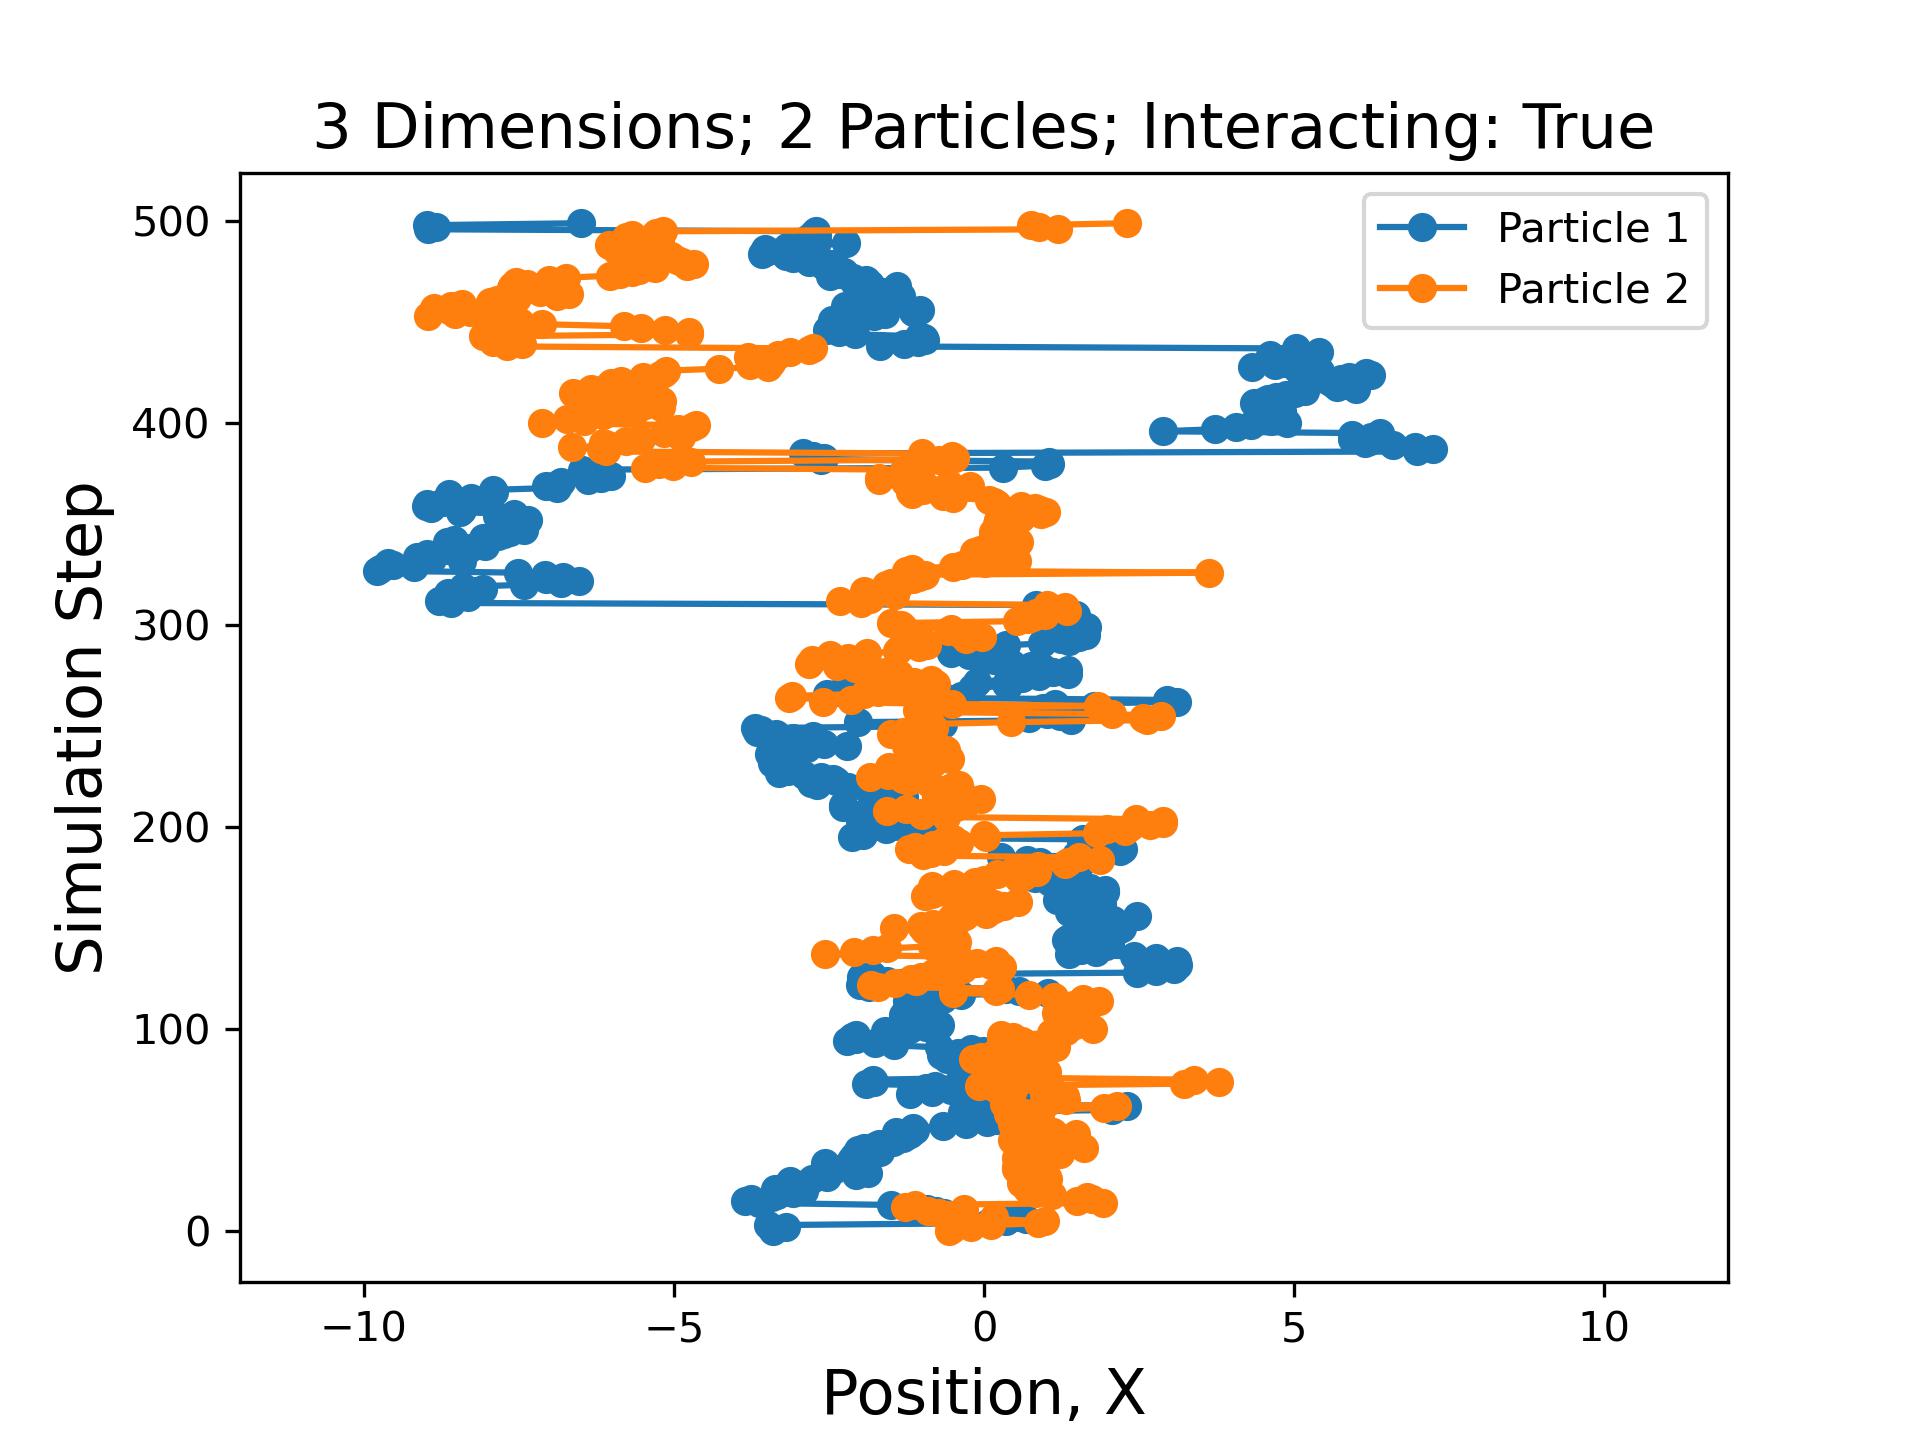 3 Dimensions; 2 Particles; Interacting: True
Particle 1
Particle 2
500
400
300
200
100
0
Simulation Step
−10
−5
0
5
10
Position, X